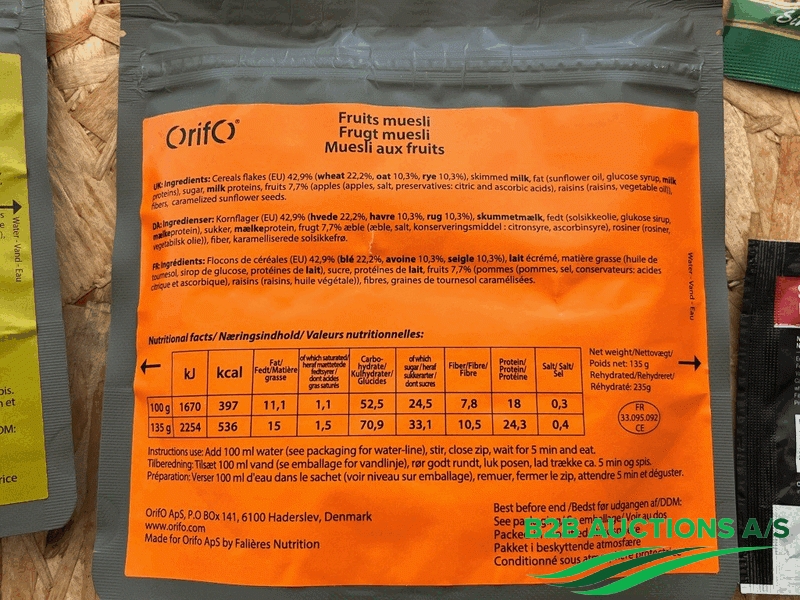 OrifO®
Fruits muesli
Frugt muesli
Muesli aux fruits
UK: Ingredients: Cereals flakes (EU) 42,9% (wheat 22,2%, oat 10,3%, rye 10,3%), skimmed milk, fat (sunflower oil, glucose syrup, milk
proteins), sugar, milk proteins, fruits 7,7% (apples (apples, salt, preservatives: citric and ascorbic acids), raisins (raisins, vegetable oil)),
fibers, caramelized sunflower seeds.
DK: Ingredienser: Kornflager (EU) 42,9% (hvede 22,2%, havre 10,3%, rug 10,3%), skummetmælk, fedt (solsikkeolie, glukose sirup,
mælkeprotein), sukker, mælkeprotein, frugt 7,7% æble (æble, salt, konserveringsmiddel : citronsyre, ascorbinsyre), rosiner (rosiner,
vegetabilsk olie)), fiber, karamelliserede solsikkefrø.
FR: Ingredients: Flocons de céréales (EU) 42,9% (blé 22,2%, avoine 10,3%, seigle 10,3%), lait écrémé, matière grasse (huile de
tournesol, sirop de glucose, protéines de lait), sucre, protéines de lait, fruits 7,7% (pommes (pommes, sel, conservateurs: acides
citrique et ascorbique), raisins (raisins, huile végétale)), fibres, graines de tournesol caramélisées.
Water - Vand - Eau
Water - Vand - Eau
Nutritional facts/ Næringsindhold/ Valeurs nutritionnelles:
kJ kcal Fat/ Fedt/Matière grasse of which saturated/ heraf mættetede fedtsyrer/ dont acides gras saturés Carbo-hydrate/ Kulhydrater/ Glucides of which sugar/heraf sukkerarter/ dont sucres Fiber/Fibre/ Fibre Protein/ Protein/ Protéine Salt/ Salt/ Sel
100 g 1670 397 11,1 1,1 52,5 24,5 7,8 18 0,3
135 g 2254 536 15 1,5 70,9 33,1 10,5 24,3 0,4
Net weight/Nettovægt/
Poids net: 135 g
Rehydrated/Rehydreret/
Réhydraté: 235g
FR
33.095.092
CE
Instructions use: Add 100 ml water (see packaging for water-line), stir, close zip, wait for 5 min and eat.
Tilberedning: Tilsæt 100 ml vand (se emballage for vandlinje), rør godt rundt, luk posen, lad trække ca. 5 min og spis.
Préparation: Verser 100 ml d'eau dans le sachet (voir niveau sur emballage), remuer, fermer le zip, attendre 5 min et déguster.
OrifO ApS, P.O BOx 141, 6100 Haderslev, Denmark
www.orifo.com
Made for Orifo ApS by Falières Nutrition
Best before end /Bedst før udgangen af/DDM:
See Voir au dos
Pakket i beskyttende atmosfære
Conditionné sous
B2B AUCTIONS A/S
pis.
DM: